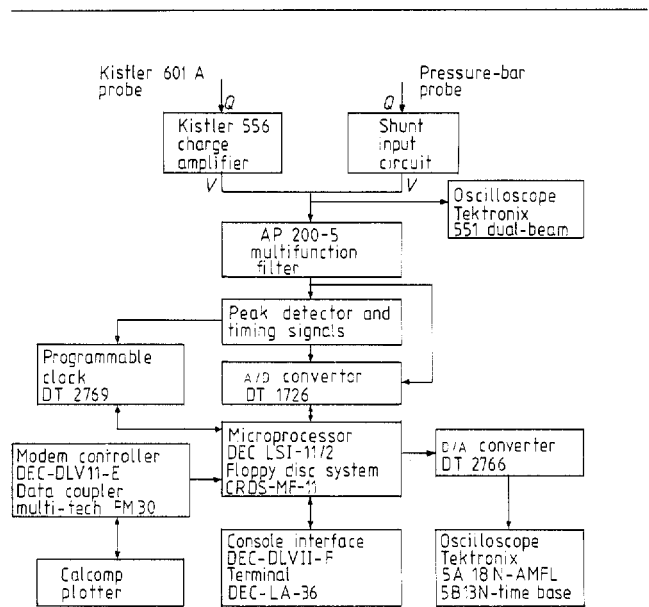 Kistler 601 A
probe
Pressure-bar
probe
Q
Q
Kistler 556
charge
amplifier
Shunt
input
circuit
V
V
Oscilloscope
Tektronix
551 dual-beam
AP 200-5
multifunction
filter
Peak detector and
timing signals
Programmable
clock
DT 2769
A/D convertor
DT 1726
Microprocessor
DEC LSI-11/2
Floppy disc system
CRDS-MF-11
D/A converter
DT 2766
Modem controller
DEC-DLV11-E
Data coupler
multi-tech FM30
Console interface
DEC-DLVII-F
Terminal
DEC-LA-36
Oscilloscope
Tektronix
5A 18 N-AMFL
5B13N-time base
Calcomp
plotter